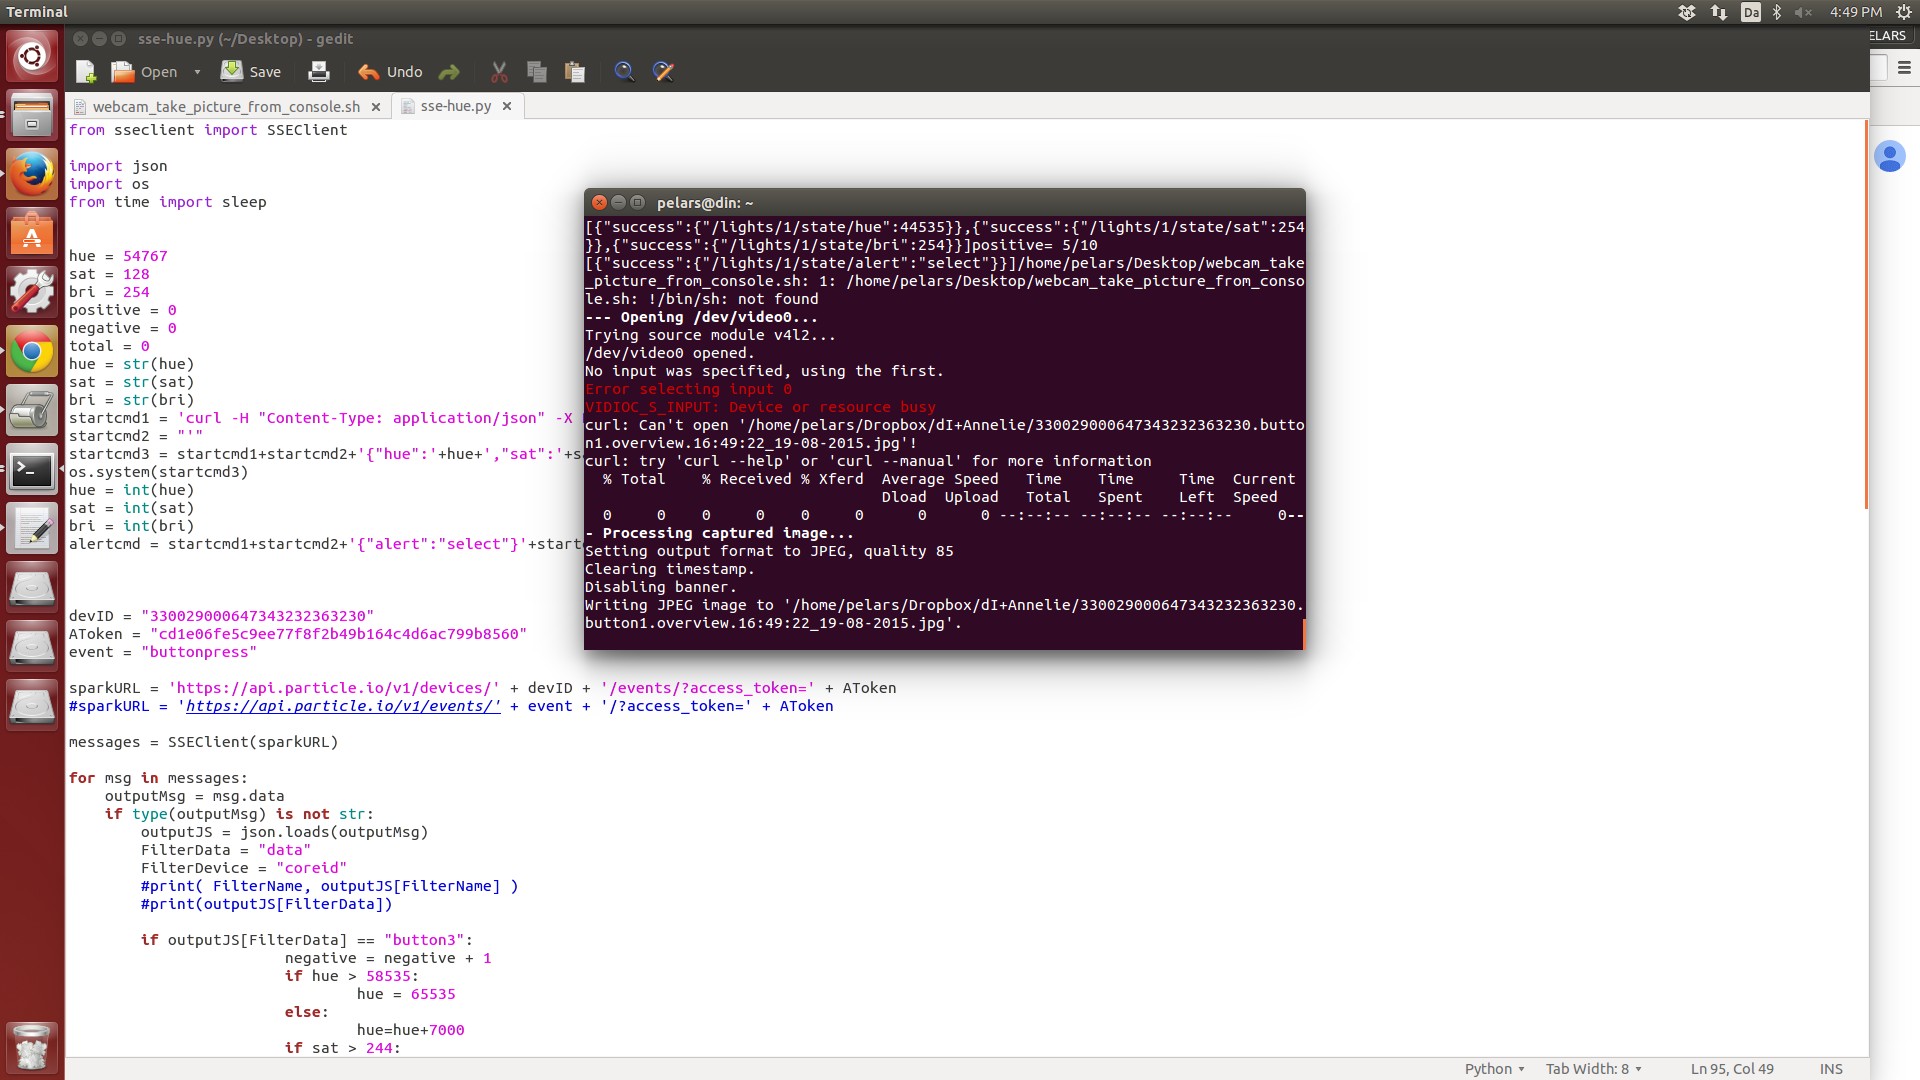 Terminal
Da
4:49 PM
sse-hue.py (~/Desktop) - gedit
ELARS
Open
Save
Undo
webcam_take_picture_from_console.sh
sse-hue.py
from sseclient import SSEClient
import json
import os
from time import sleep
hue = 54767
sat = 128
bri = 254
positive = 0
negative = 0
total = 0
hue = str(hue)
sat = str(sat)
bri = str(bri)
startcmd1 = 'curl -H "Content-Type: application/json" -X
startcmd2 = "'"
startcmd3 = startcmd1+startcmd2+'{"hue":'+hue+',"sat":'+s
os.system(startcmd3)
hue = int(hue)
sat = int(sat)
bri = int(bri)
alertcmd = startcmd1+startcmd2+'{"alert":"select"}'+start
devID = "330029000647343232363230"
AToken = "cd1e06fe5c9ee77f8f2b49b164c4d6ac799b8560"
event = "buttonpress"
sparkURL = 'https://api.particle.io/v1/devices/' + devID + '/events/?access_token=' + AToken
#sparkURL = 'https://api.particle.io/v1/events/' + event + '/?access_token=' + AToken
messages = SSEClient(sparkURL)
for msg in messages:
outputMsg = msg.data
if type(outputMsg) is not str:
outputJS = json.loads(outputMsg)
FilterData = "data"
FilterDevice = "coreid"
#print( FilterName, outputJS[FilterName] )
#print(outputJS[FilterData])
if outputJS[FilterData] == "button3":
negative = negative + 1
if hue > 58535:
hue = 65535
else:
hue=hue+7000
if sat > 244:
pelars@din: ~
[{"success":{"/lights/1/state/hue":44535}},{"success":{"/lights/1/state/sat":254
}},{"success":{"/lights/1/state/bri":254}}]positive= 5/10
[{"success":{"/lights/1/state/alert":"select"}}]/home/pelars/Desktop/webcam_take
_picture_from_console.sh: 1: /home/pelars/Desktop/webcam_take_picture_from_conso
le.sh: !/bin/sh: not found
--- Opening /dev/video0...
Trying source module v4l2...
/dev/video0 opened.
No input was specified, using the first.
Error selecting input 0
VIDIOC_S_INPUT: Device or resource busy
curl: Can't open '/home/pelars/Dropbox/dI+Annelie/330029000647343232363230.butto
n1.overview.16:49:22_19-08-2015.jpg'!
curl: try 'curl --help' or 'curl --manual' for more information
% Total % Received % Xferd Average Speed Time Time Time Current
Dload Upload Total Spent Left Speed
0 0 0 0 0 0 0 0 --:--:-- --:--:-- --:--:-- 0--
- Processing captured image...
Setting output format to JPEG, quality 85
Clearing timestamp.
Disabling banner.
Writing JPEG image to '/home/pelars/Dropbox/dI+Annelie/330029000647343232363230.
button1.overview.16:49:22_19-08-2015.jpg'.
Python Tab Width: 8 Ln 95, Col 49 INS